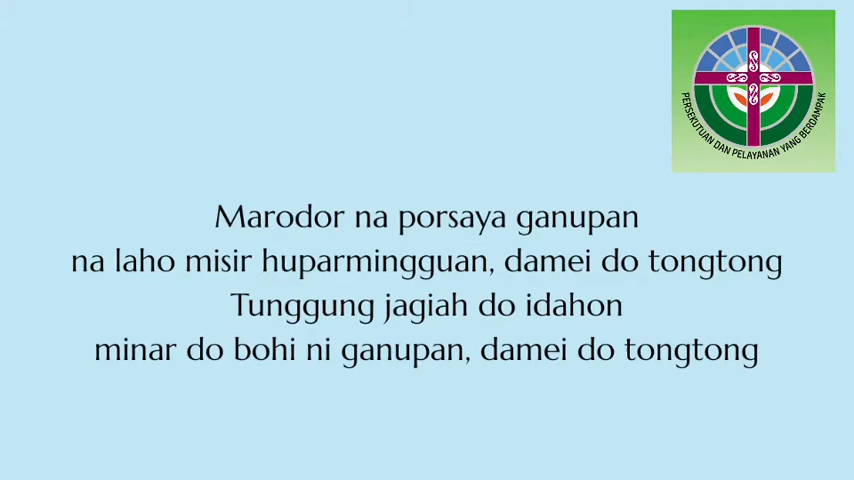 PERSEKUTUAN DAN PELAYANAN YANG BERDAMPAK
Marodor na porsaya ganupan
na laho misir huparmingguan, damei do tongtong
Tunggung jagiah do idahon
minar do bohi ni ganupan, damei do tongtong